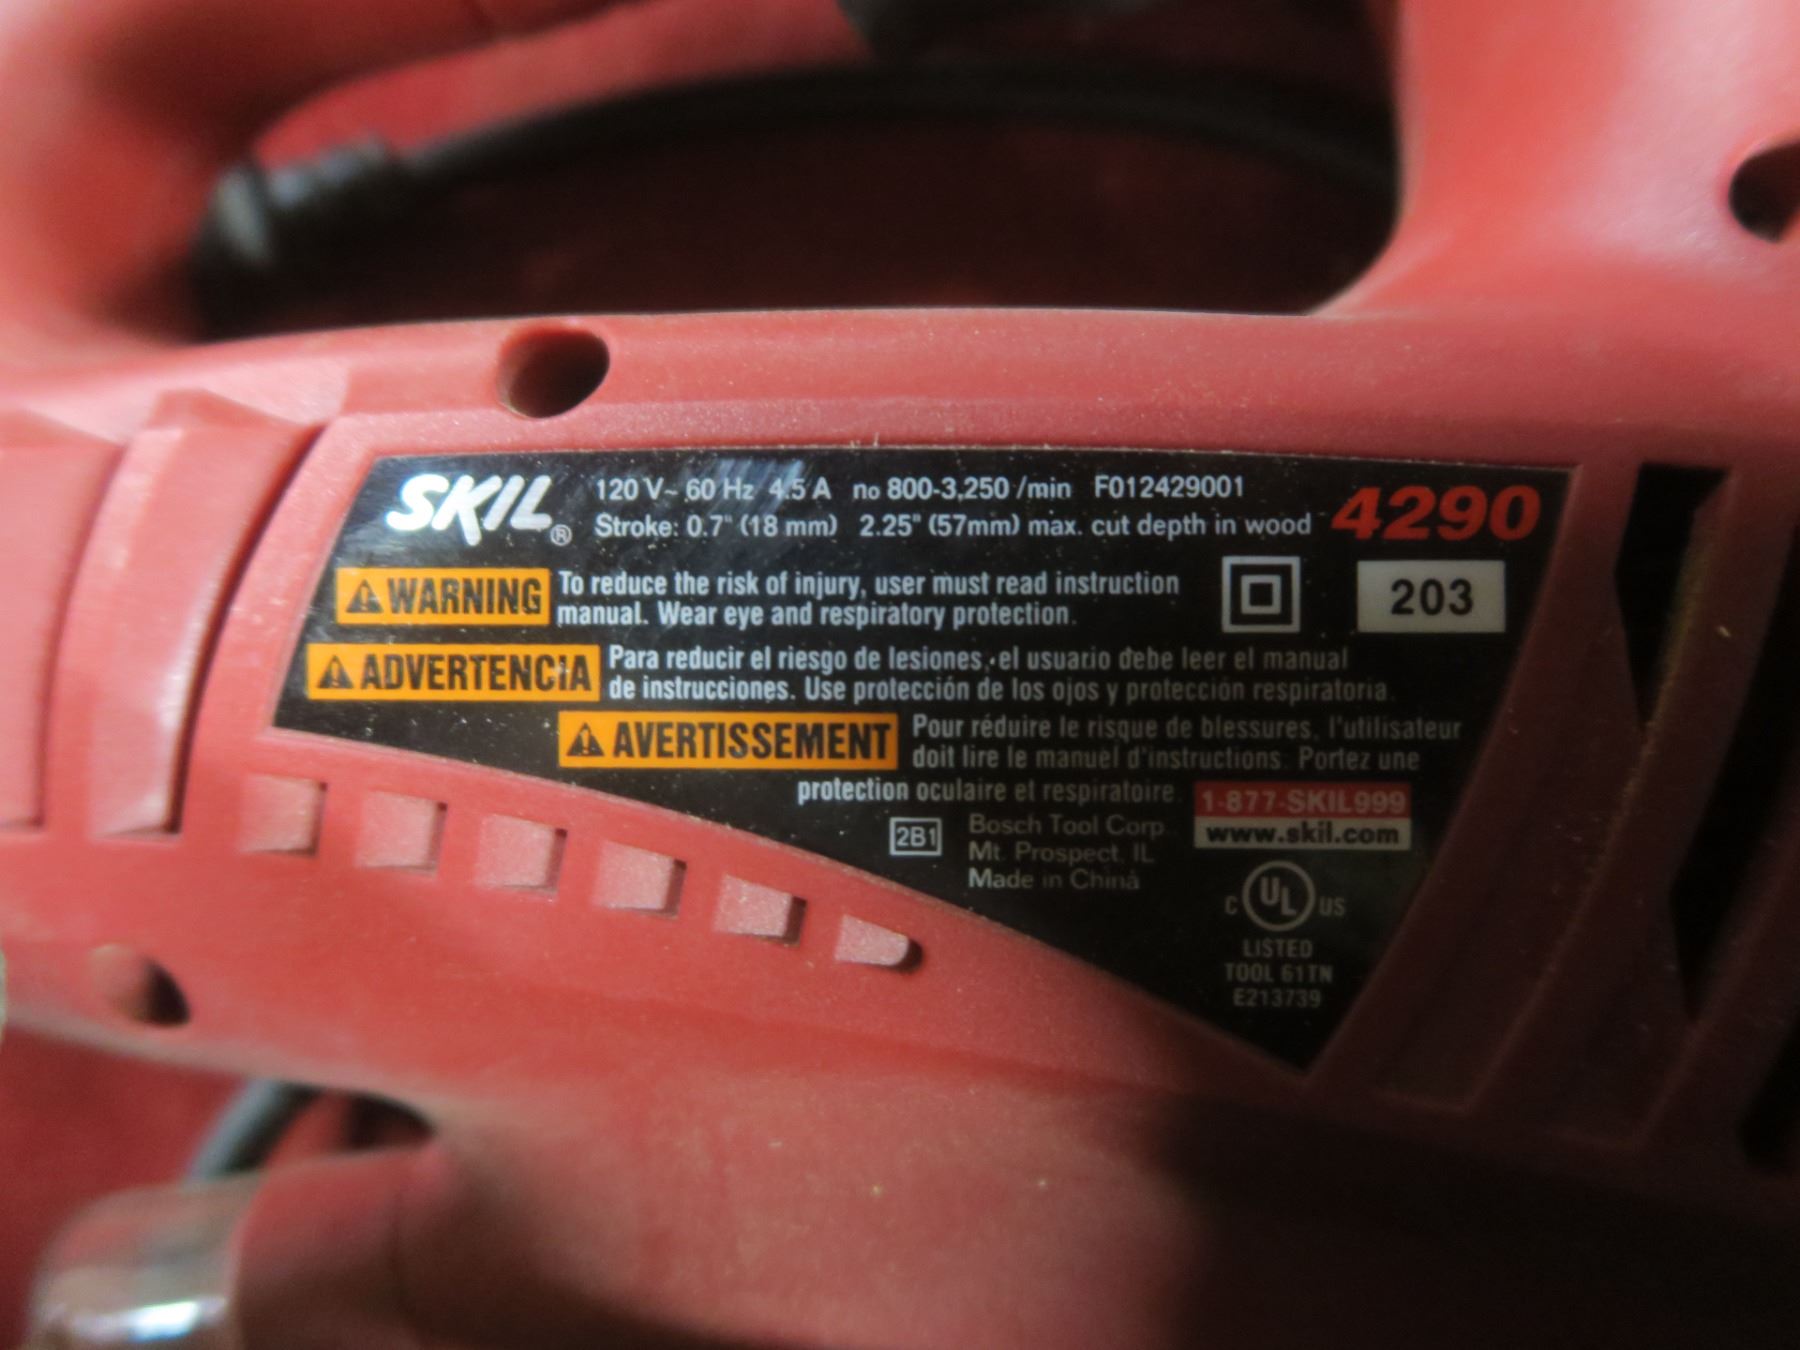 SKIL® 120 V~ 60 Hz 4.5 A no 800-3,250 /min F012429001
Stroke: 0.7" (18 mm) 2.25" (57mm) max. cut depth in wood 4290
WARNING To reduce the risk of injury, user must read instruction
manual. Wear eye and respiratory protection.
203
ADVERTENCIA Para reducir el riesgo de lesiones, el usuario debe leer el manual
de instrucciones. Use protección de los ojos y protección respiratoria.
AVERTISSEMENT Pour réduire le risque de blessures, l'utilisateur
doit lire le manuel d'instructions. Portez une
protection oculaire et respiratoire.
1-877-SKIL999
www.skil.com
2B1
Bosch Tool Corp.
Mt. Prospect, IL
Made in China
C UL US
LISTED
TOOL 61TN
E213739